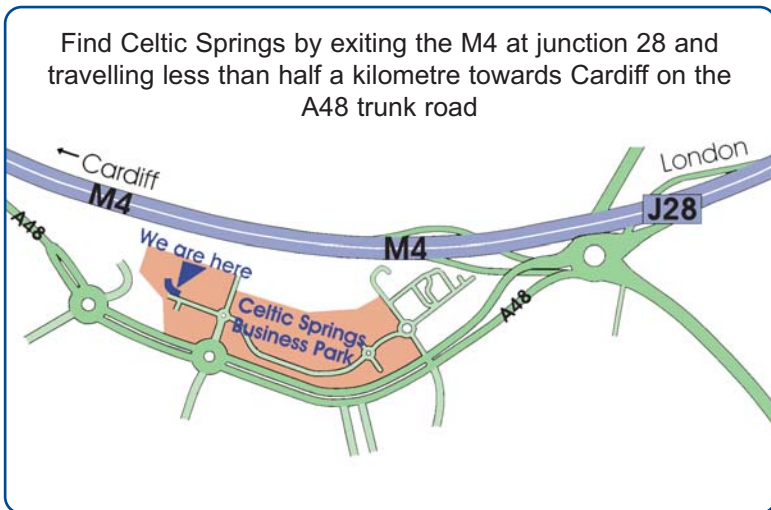 Find Celtic Springs by exiting the M4 at junction 28 and
travelling less than half a kilometre towards Cardiff on the
A48 trunk road
Cardiff
London
M4
J28
A48
M4
We are here
Celtic Springs
Business Park
A48